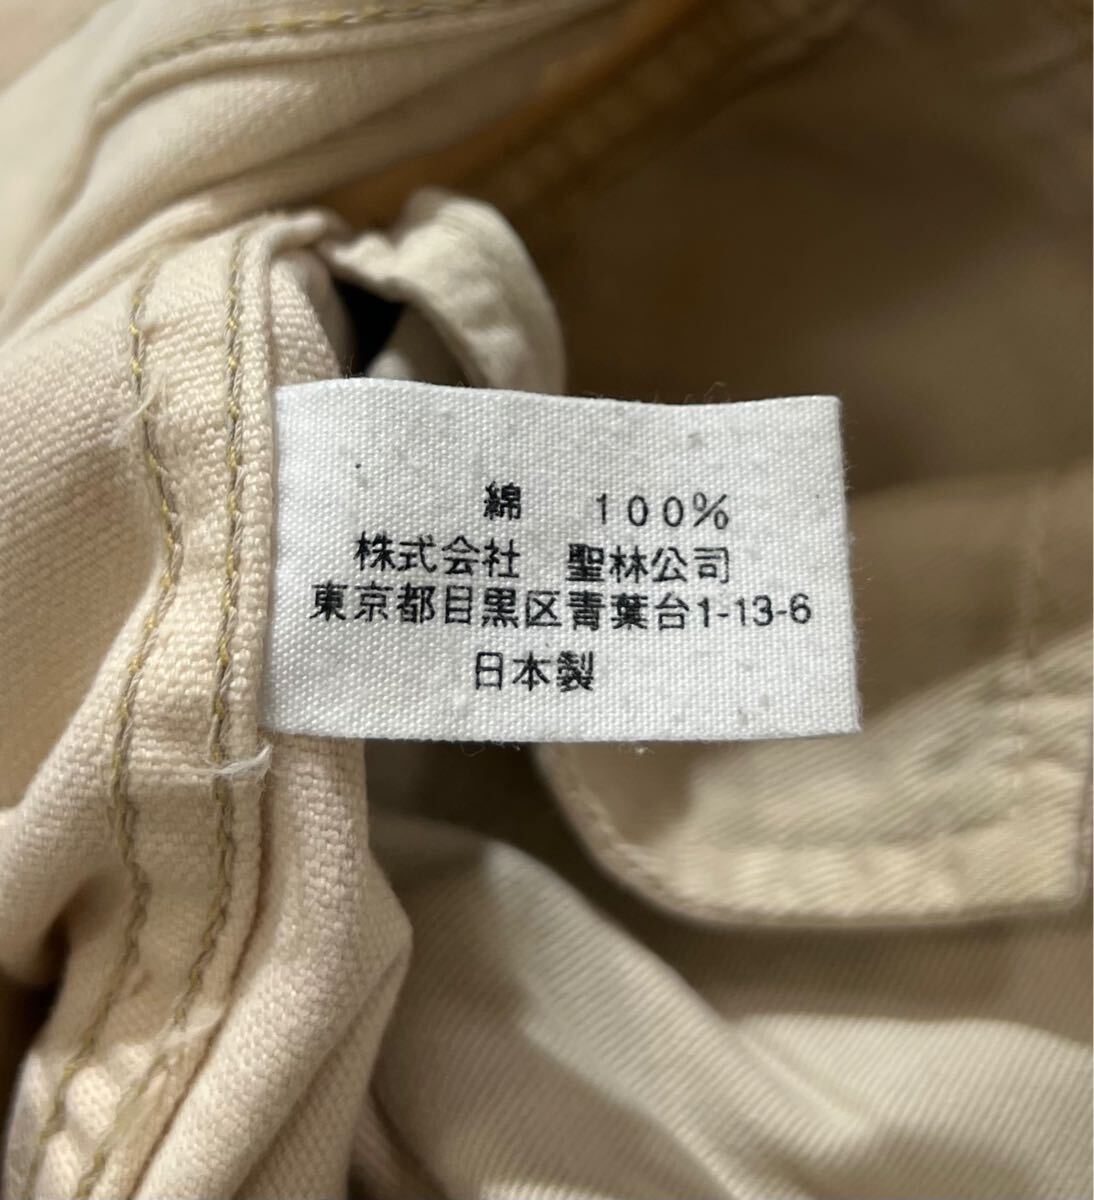 綿　100%
株式会社　聖林公司
東京都目黒区青葉台1-13-6
日本製